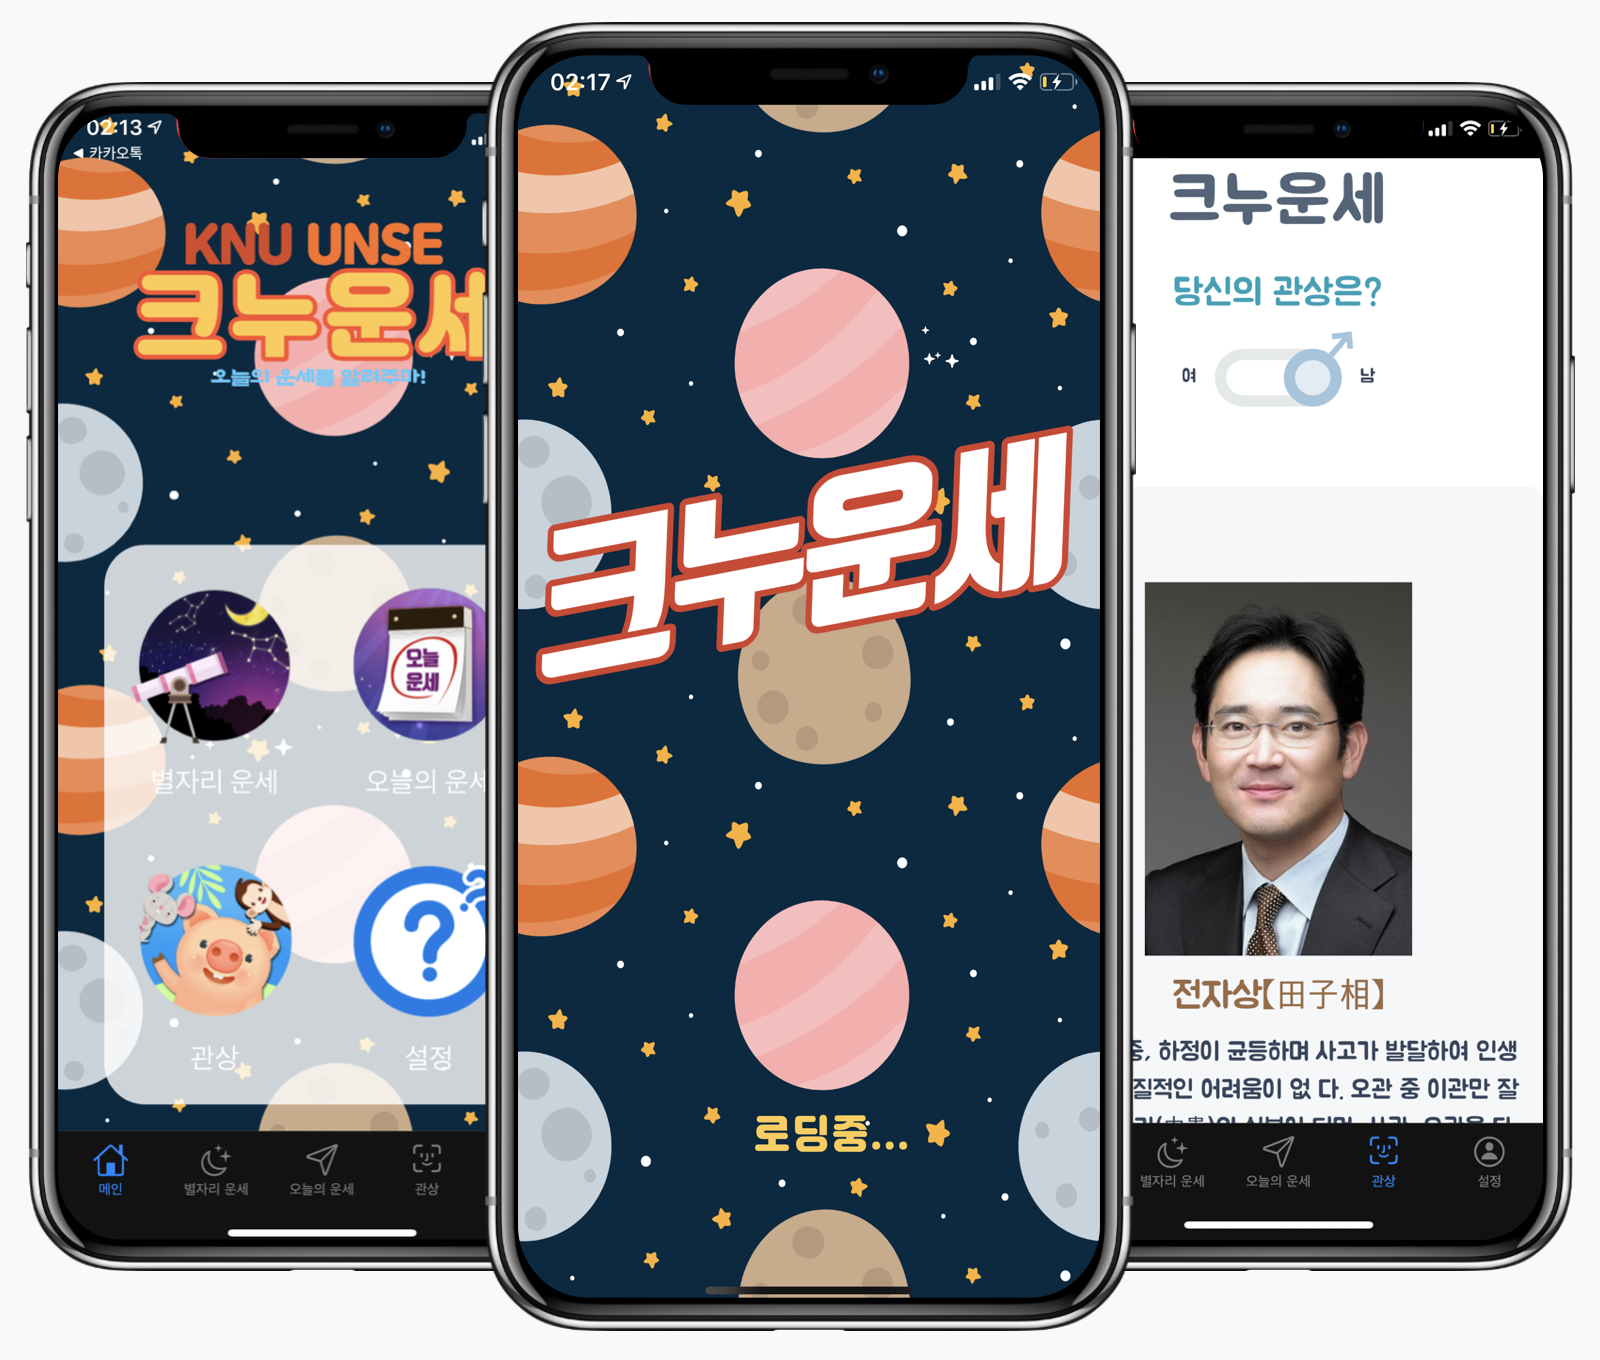 02:13
카카오톡
KNU UNSE
크누운세
오늘의 운세를 알려주마!
오늘
운세
별자리 운세
오늘의 운세
관상
설정
메인
별자리 운세
오늘의 운세
관상
02:17
크누운세
로딩중...
크누운세
당신의 관상은?
여
남
전자상【田子相】
중, 하정이 균등하며 사고가 발달하여 인생
질적인 어려움이 없 다. 오관 중 이관만 잘
별자리 운세
오늘의 운세
관상
설정